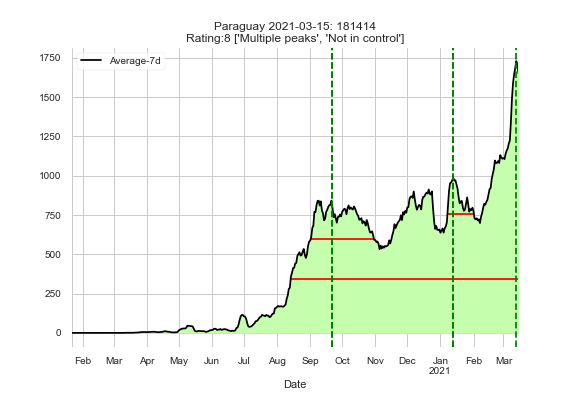 Paraguay 2021-03-15: 181414
Rating:8 ['Multiple peaks', 'Not in control']
Average-7d
1750
1500
1250
1000
750
500
250
0
Feb Mar Apr May Jun Jul Aug Sep Oct Nov Dec Jan Feb Mar
2021
Date